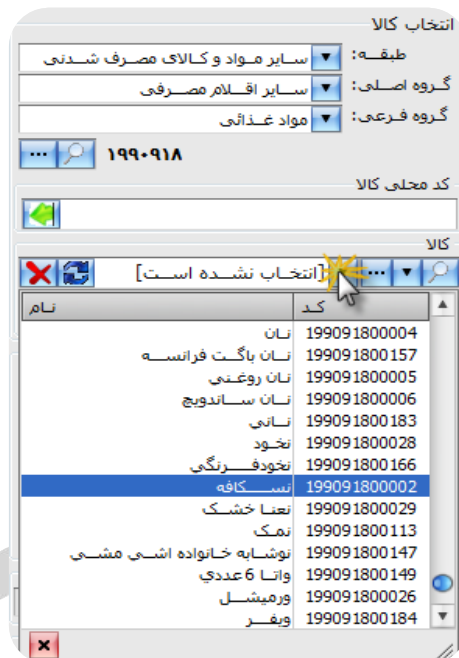 انتخاب کالا
طبقه: سایر مواد و کالای مصرف شدنی
گروه اصلی: سایر اقلام مصرفی
گروه فرعی: مواد غذائی
... ۱۹۹۰۹۱۸
کد محلی کالا
کالا
... [انتخاب نشده است]
کد نام
199091800004 نان
199091800157 نان باگت فرانسه
199091800005 نان روغنی
199091800006 نان ساندویچ
199091800183 نانی
199091800028 نخود
199091800166 نخودفرنگی
199091800002 نسکافه
199091800029 نعنا خشک
199091800113 نمک
199091800147 نوشابه خانواده اشی مشی
199091800149 واتا 6 عددي
199091800026 ورمیشل
199091800184 ویفر